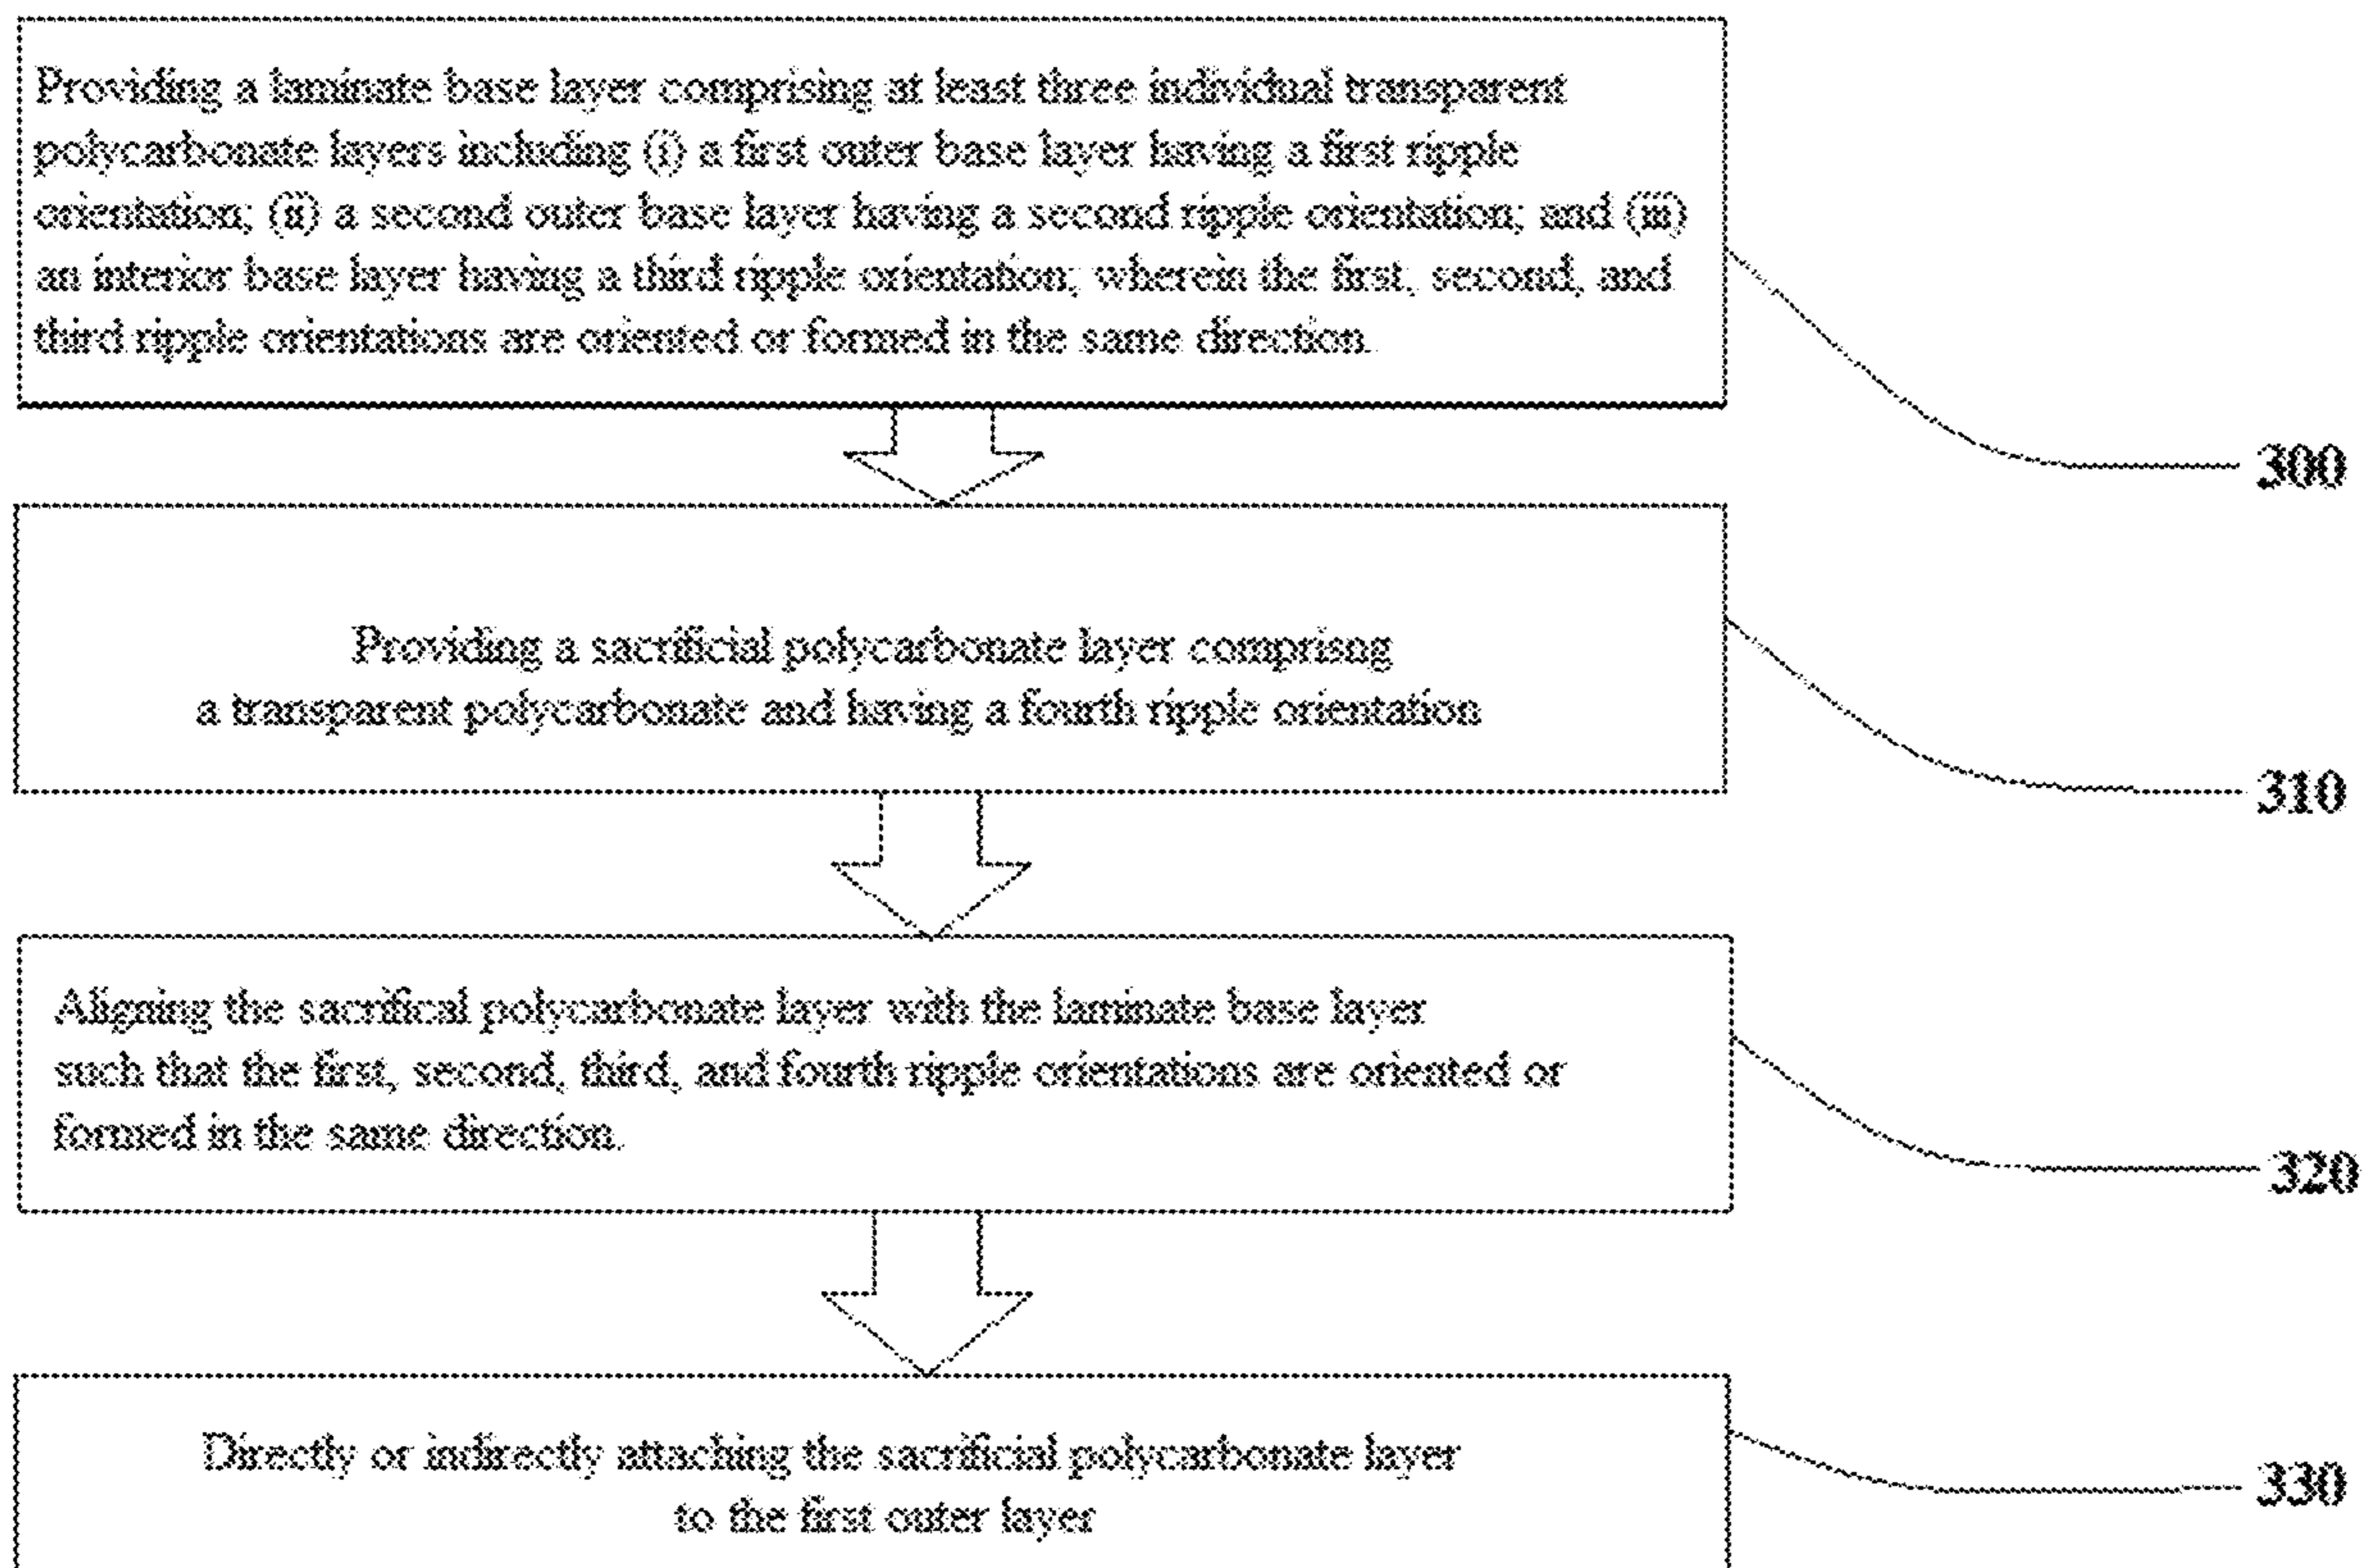 Providing a laminate base layer comprising at least three individual transparent
polycarbonate layers including (i) a first outer base layer having a first ripple
orientation; (ii) a second outer base layer having a second ripple orientation; and (iii)
an interior base layer having a third ripple orientation; wherein the first, second, and
third ripple orientations are oriented or formed in the same direction.
300
Providing a sacrificial polycarbonate layer comprisng
a transparent polycarbonate and having a fourth ripple orientation
310
Aligning the sacrifical polycarbonate layer with the laminate base layer
such that the first, second, third, and fourth ripple orientations are oriented or
formed in the same direction.
320
Directly or indirectly attaching the sacrificial polycarbonate layer
to the first outer layer
330